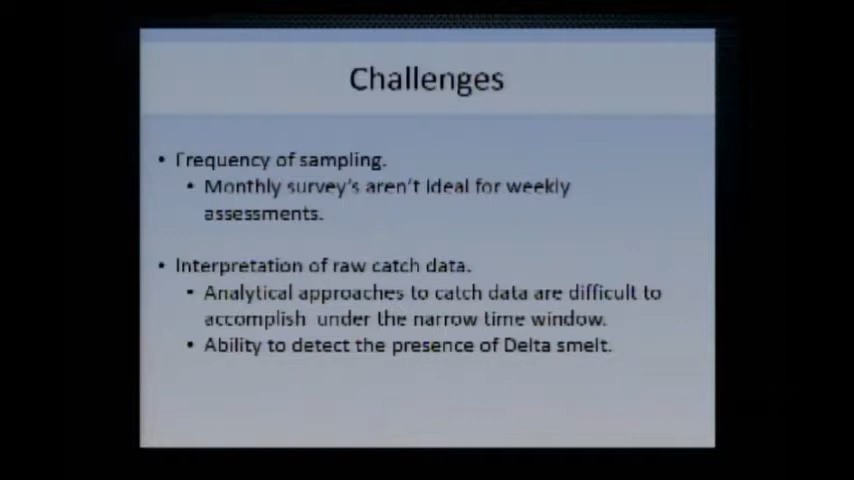 Challenges
• Frequency of sampling.
• Monthly survey's aren't ideal for weekly
assessments.
• Interpretation of raw catch data.
• Analytical approaches to catch data are difficult to
accomplish under the narrow time window.
• Ability to detect the presence of Delta smelt.